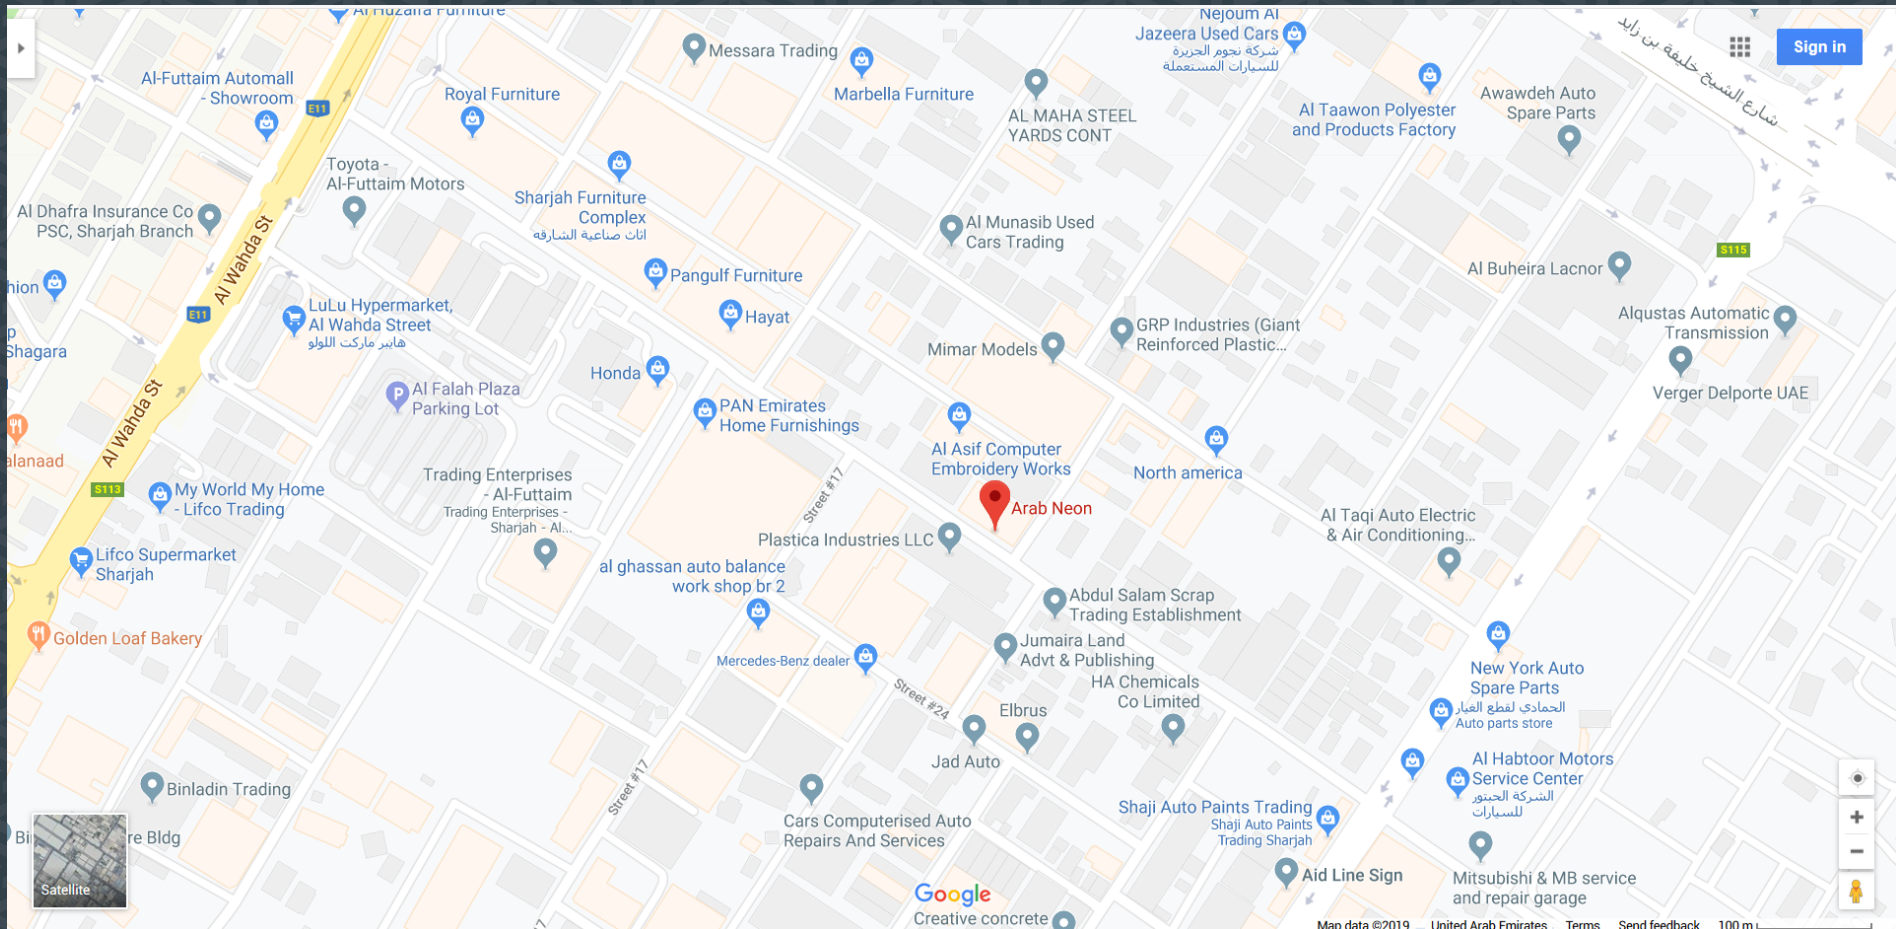 Al Huzaifa Furniture
Nejoum Al
Jazeera Used Cars
شركة نجوم الجزيرة
للسيارات المستعملة
شارع الشيخ خليفة بن زايد
Sign in
Messara Trading
Al-Futtaim Automall
- Showroom
E11
Royal Furniture
Marbella Furniture
AL MAHA STEEL
YARDS CONT
Al Taawon Polyester
and Products Factory
Awawdeh Auto
Spare Parts
Toyota -
Al-Futtaim Motors
Sharjah Furniture
Complex
اثاث صناعية الشارقه
Al Dhafra Insurance Co
PSC, Sharjah Branch
Al Wahda St
Al Munasib Used
Cars Trading
S115
Al Buheira Lacnor
Pangulf Furniture
hion
E11
LuLu Hypermarket,
Al Wahda Street
هايبر ماركت اللولو
Hayat
Alqustas Automatic
Transmission
GRP Industries (Giant
Reinforced Plastic...
p
Shagara
Mimar Models
Honda
Al Falah Plaza
Parking Lot
P
Verger Delporte UAE
PAN Emirates
Home Furnishings
Al Wahda St
Al Asif Computer
Embroidery Works
alanaad
North america
Trading Enterprises
- Al-Futtaim
Trading Enterprises -
Sharjah - Al...
S113
My World My Home
- Lifco Trading
Street #17
Arab Neon
Al Taqi Auto Electric
& Air Conditioning...
Plastica Industries LLC
Lifco Supermarket
Sharjah
al ghassan auto balance
work shop br 2
Abdul Salam Scrap
Trading Establishment
Golden Loaf Bakery
Jumaira Land
Advt & Publishing
Mercedes-Benz dealer
New York Auto
Spare Parts
الحمادي لقطع الغيار
Auto parts store
HA Chemicals
Co Limited
Street #24
Elbrus
Jad Auto
Al Habtoor Motors
Service Center
الشركة الحبتور
للسيارات
Binladin Trading
Street #17
Shaji Auto Paints Trading
Shaji Auto Paints
Trading Sharjah
Cars Computerised Auto
Repairs And Services
Bi
re Bldg
Satellite
Aid Line Sign
Mitsubishi & MB service
and repair garage
Google
Creative concrete
#17
Map data ©2019 United Arab Emirates Terms Send feedback 100 m